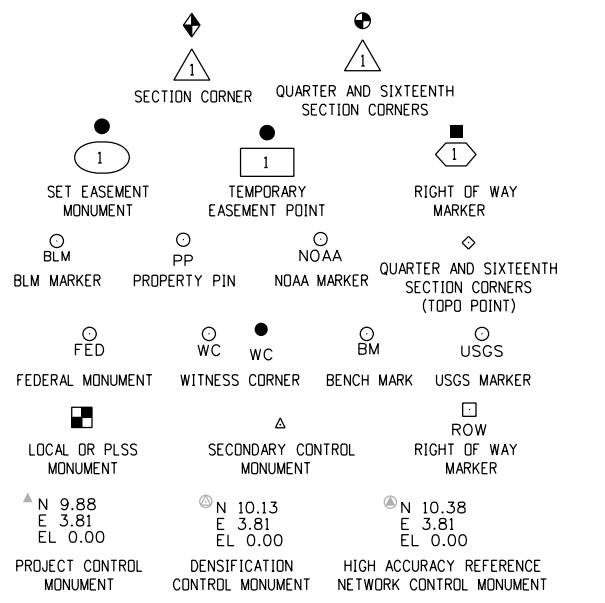 1
1
SECTION CORNER
QUARTER AND SIXTEENTH
SECTION CORNERS
1
1
1
SET EASEMENT
MONUMENT
TEMPORARY
EASEMENT POINT
RIGHT OF WAY
MARKER
BLM
BLM MARKER
PP
PROPERTY PIN
NOAA
NOAA MARKER
QUARTER AND SIXTEENTH
SECTION CORNERS
(TOPO POINT)
FED
FEDERAL MONUMENT
WC
WC
WITNESS CORNER
BM
BENCH MARK
USGS
USGS MARKER
LOCAL OR PLSS
MONUMENT
SECONDARY CONTROL
MONUMENT
ROW
RIGHT OF WAY
MARKER
N 9.88
E 3.81
EL 0.00
PROJECT CONTROL
MONUMENT
N 10.13
E 3.81
EL 0.00
DENSIFICATION
CONTROL MONUMENT
N 10.38
E 3.81
EL 0.00
HIGH ACCURACY REFERENCE
NETWORK CONTROL MONUMENT